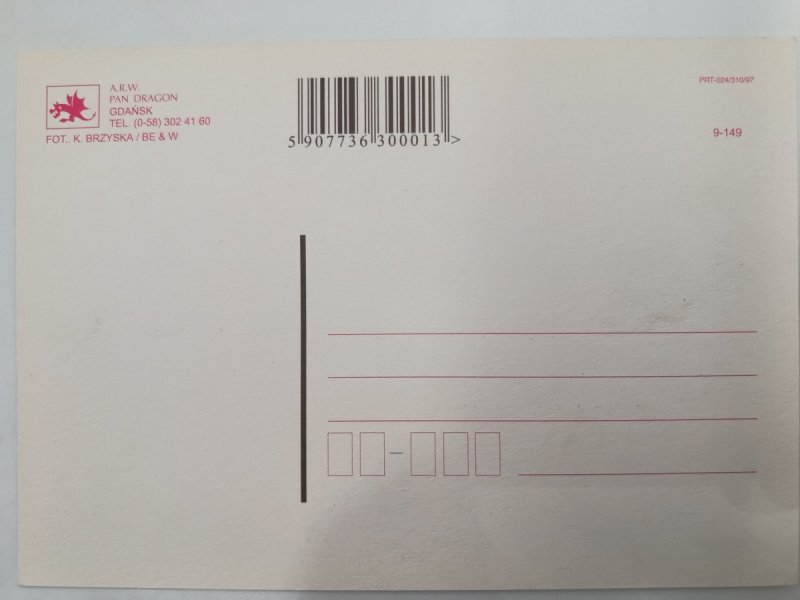 A.R.W.
PAN DRAGON
GDAŃSK
TEL. (0-58) 302 41 60
FOT.. K. BRZYSKA / BE & W
5 907736 300013 >
PRT-024/310/97
9-149
–